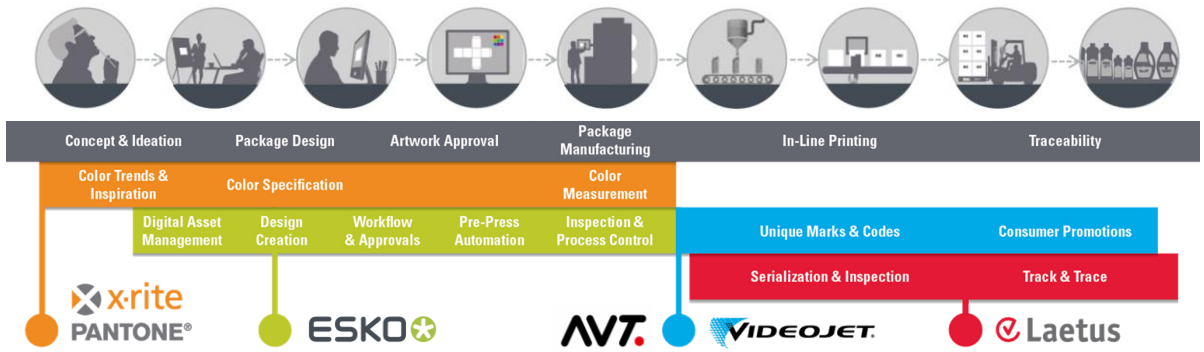 Concept & Ideation
Package Design
Artwork Approval
Package
Manufacturing
In-Line Printing
Traceability
Color Trends &
Inspiration
Color Specification
Color
Measurement
Digital Asset
Management
Design
Creation
Workflow
& Approvals
Pre-Press
Automation
Inspection &
Process Control
Unique Marks & Codes
Consumer Promotions
Serialization & Inspection
Track & Trace
x·rite
PANTONE®
ESKO
AVT.
VIDEOJET.
Laetus